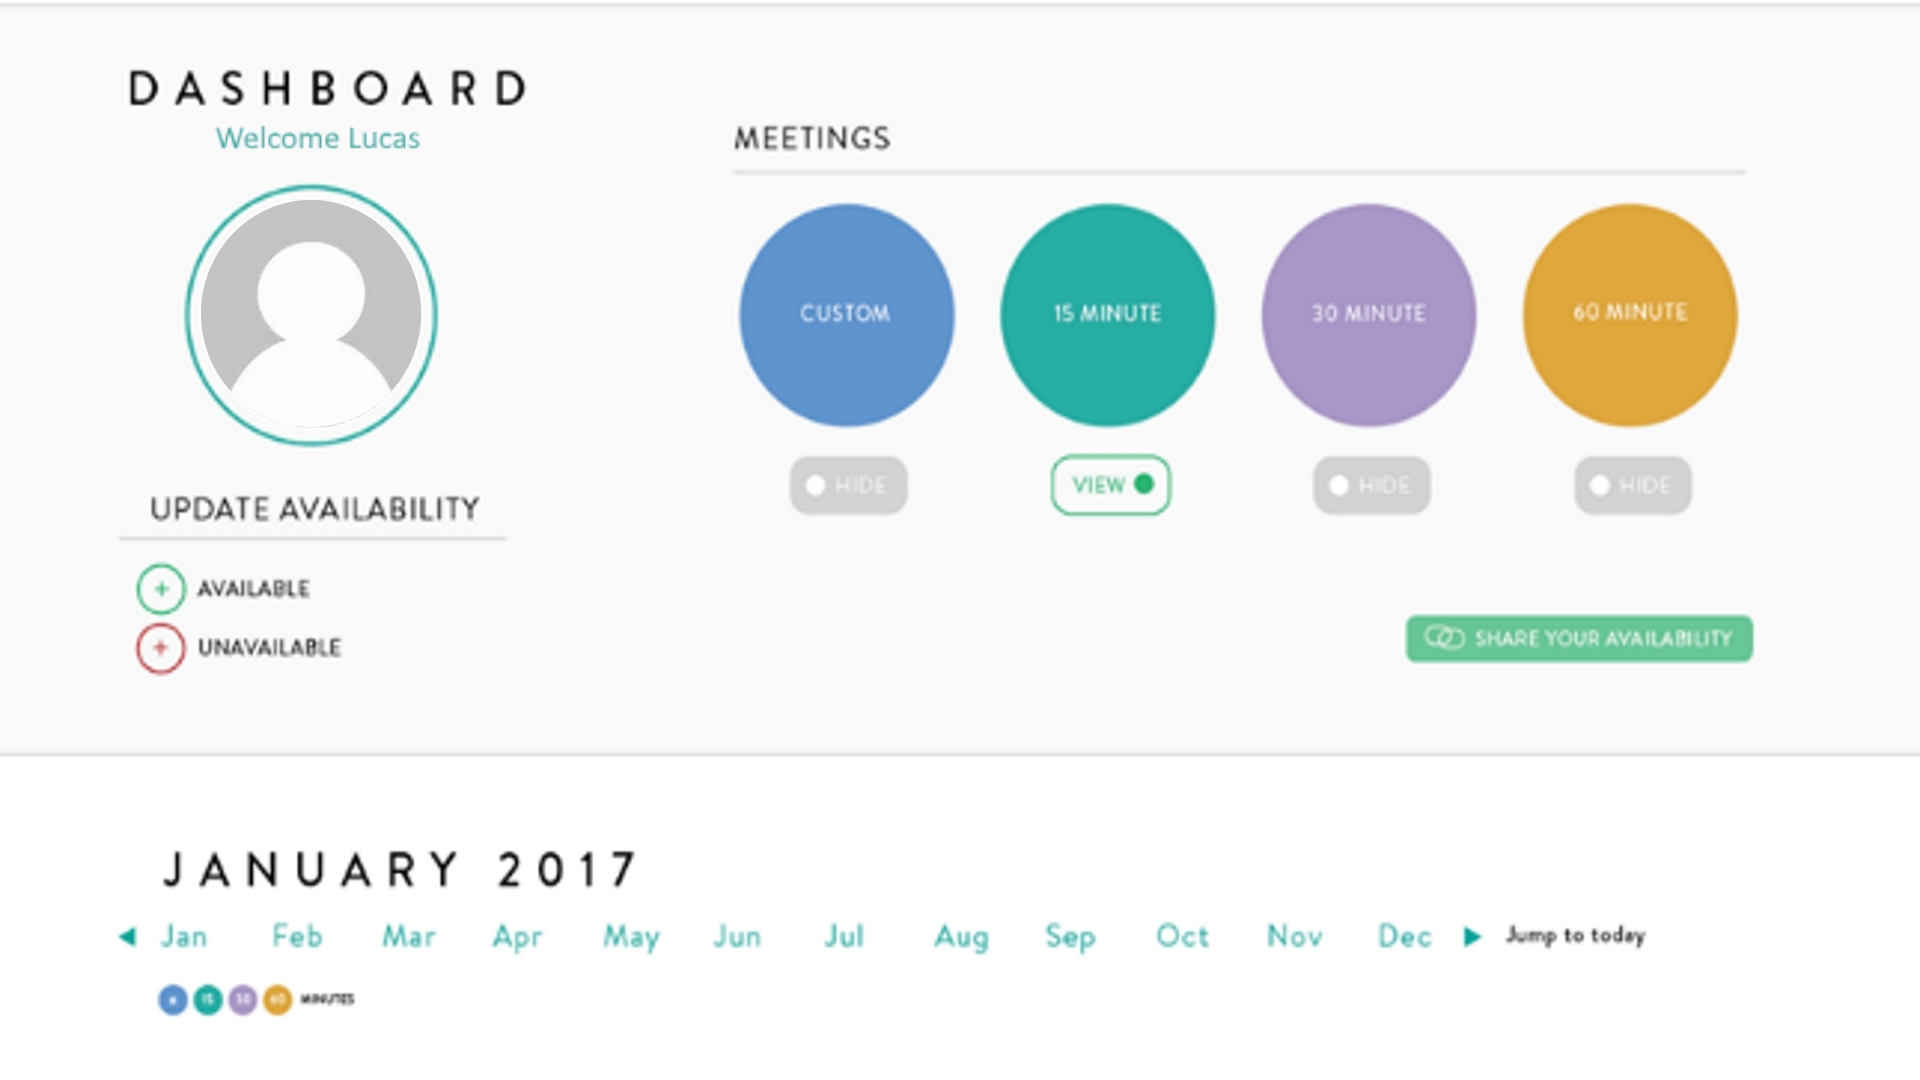 DASHBOARD
Welcome Lucas
UPDATE AVAILABILITY
AVAILABLE
UNAVAILABLE
MEETINGS
CUSTOM
15 MINUTE
30 MINUTE
60 MINUTE
HIDE
VIEW
HIDE
HIDE
SHARE YOUR AVAILABILITY
JANUARY 2017
Jan Feb Mar Apr May Jun Jul Aug Sep Oct Nov Dec Jump to today
15 30 60 MINUTES